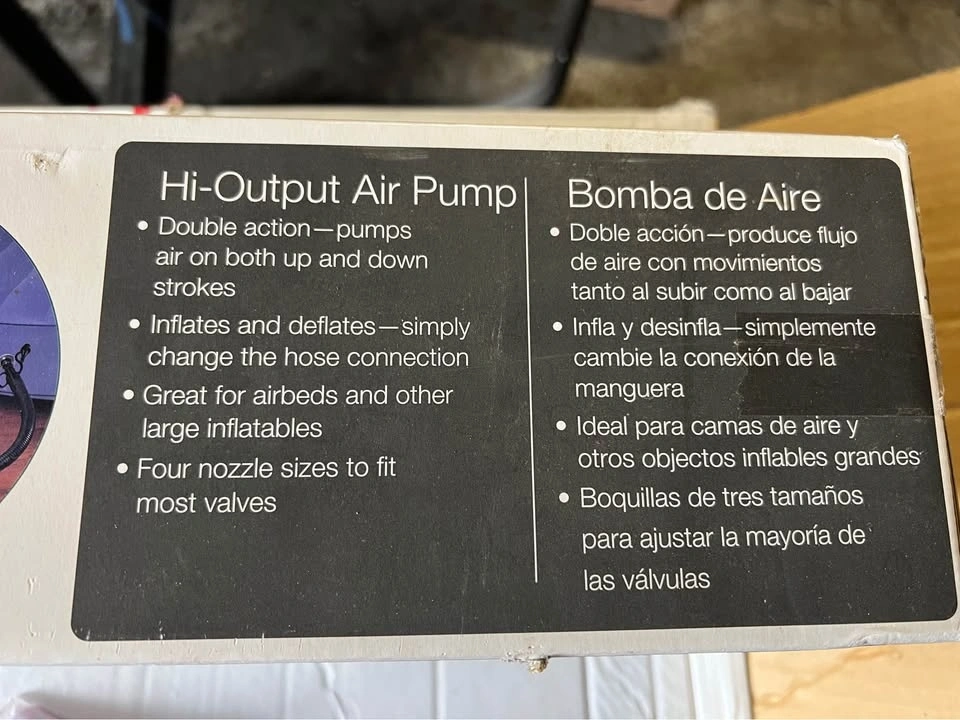 Hi-Output Air Pump
• Double action—pumps
air on both up and down
strokes
• Inflates and deflates—simply
change the hose connection
• Great for airbeds and other
large inflatables
• Four nozzle sizes to fit
most valves
Bomba de Aire
• Doble acción—produce flujo
de aire con movimientos
tanto al subir como al bajar
• Infla y desinfla—simplemente
cambie la conexión de la
manguera
• Ideal para camas de aire y
otros objectos inflables grandes
• Boquillas de tres tamaños
para ajustar la mayoría de
las válvulas